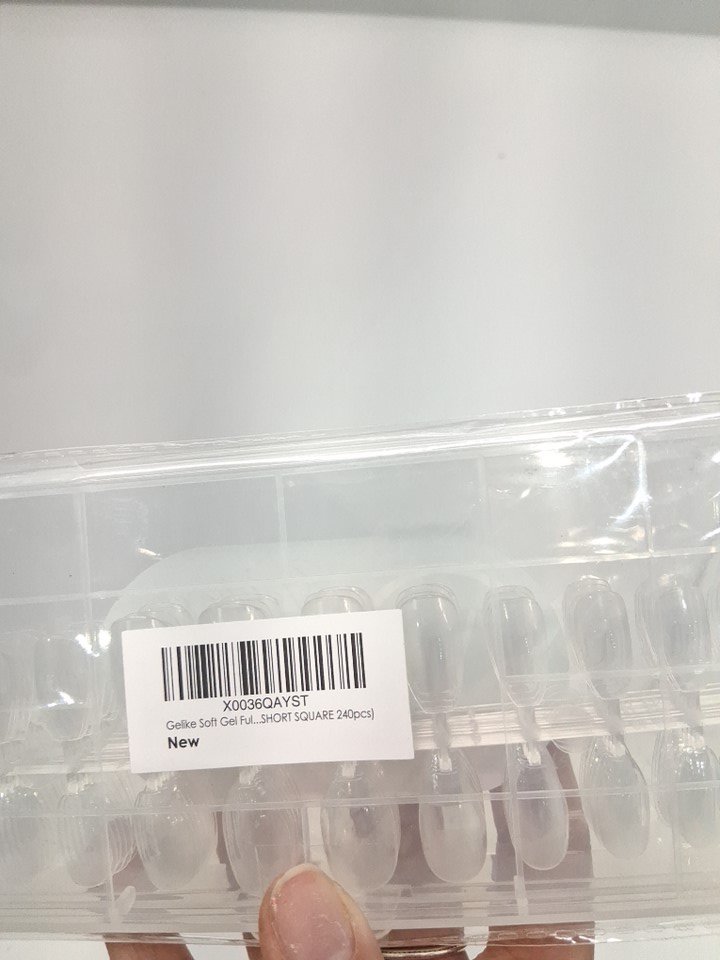 X0036QAYST
Gelike Soft Gel Ful...SHORT SQUARE 240pcs)
New